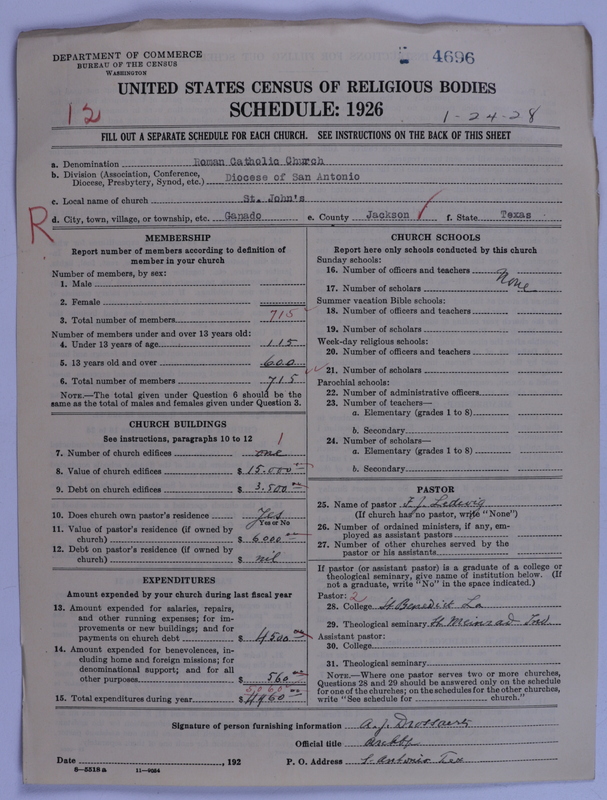 DEPARTMENT OF COMMERCE
BUREAU OF THE CENSUS
WASHINGTON
4696
UNITED STATES CENSUS OF RELIGIOUS BODIES
SCHEDULE: 1926
12
1-24-28
FILL OUT A SEPARATE SCHEDULE FOR EACH CHURCH. SEE INSTRUCTIONS ON THE BACK OF THIS SHEET
a. Denomination Roman Catholic Church
b. Division (Association, Conference, Diocese, Presbytery, Synod, etc.) Diocese of San Antonio
c. Local name of church St. John's
R
d. City, town, village, or township, etc. Ganado e. County Jackson f. State Texas
MEMBERSHIP
Report number of members according to definition of
member in your church
Number of members, by sex:
1. Male
2. Female
3. Total number of members 715
Number of members under and over 13 years old:
4. Under 13 years of age 115
5. 13 years old and over 600
6. Total number of members 715
NOTE.—The total given under Question 6 should be
same as the total of males and females given under Question 3.
CHURCH BUILDINGS
See instructions, paragraphs 10 to 12
1
7. Number of church edifices one
8. Value of church edifices $ 15.000 00
9. Debt on church edifices $ 3.500 00
10. Does church own pastor's residence Yes
Yes or No
11. Value of pastor's residence (if owned by
church) $ 6000 00
12. Debt on pastor's residence (if owned by
church) $ nil
EXPENDITURES
Amount expended by your church during last fiscal year
13. Amount expended for salaries, repairs,
and other running expenses; for im-
provements or new buildings; and for
payments on church debt $ 4500 00
14. Amount expended for benevolences, in-
cluding home and foreign missions; for
denominational support; and for all
other purposes $ 560 00
5,060
15. Total expenditures during year $ 4960 00
CHURCH SCHOOLS
Report here only schools conducted by this church
Sunday schools:
16. Number of officers and teachers
None
17. Number of scholars
Summer vacation Bible schools:
18. Number of officers and teachers
19. Number of scholars
Week-day religious schools:
20. Number of officers and teachers
21. Number of scholars
Parochial schools:
22. Number of administrative officers
23. Number of teachers—
a. Elementary (grades 1 to 8)
b. Secondary
24. Number of scholars—
a. Elementary (grades 1 to 8)
b. Secondary
PASTOR
25. Name of pastor F. J. Ledwig
(If church has no pastor, write "None")
26. Number of ordained ministers, if any, em-
ployed as assistant pastors
27. Number of other churches served by the
pastor or his assistants
If pastor (or assistant pastor) is a graduate of a college or
theological seminary, give name of institution below. (If
not a graduate, write "No" in the space indicated.)
Pastor: 2
28. College St Benedict La
29. Theological seminary St Meinrad Ind
Assistant pastor:
30. College
31. Theological seminary
NOTE.—Where one pastor serves two or more churches,
Questions 28 and 29 should be answered only on the schedule
for one of the churches; on the schedules for the other churches,
write "See schedule for church."
Signature of person furnishing information A. J. Drossaerts
Official title Archbp
Date , 192 P. O. Address S. Antonio Tex
8—5518a 11—9054